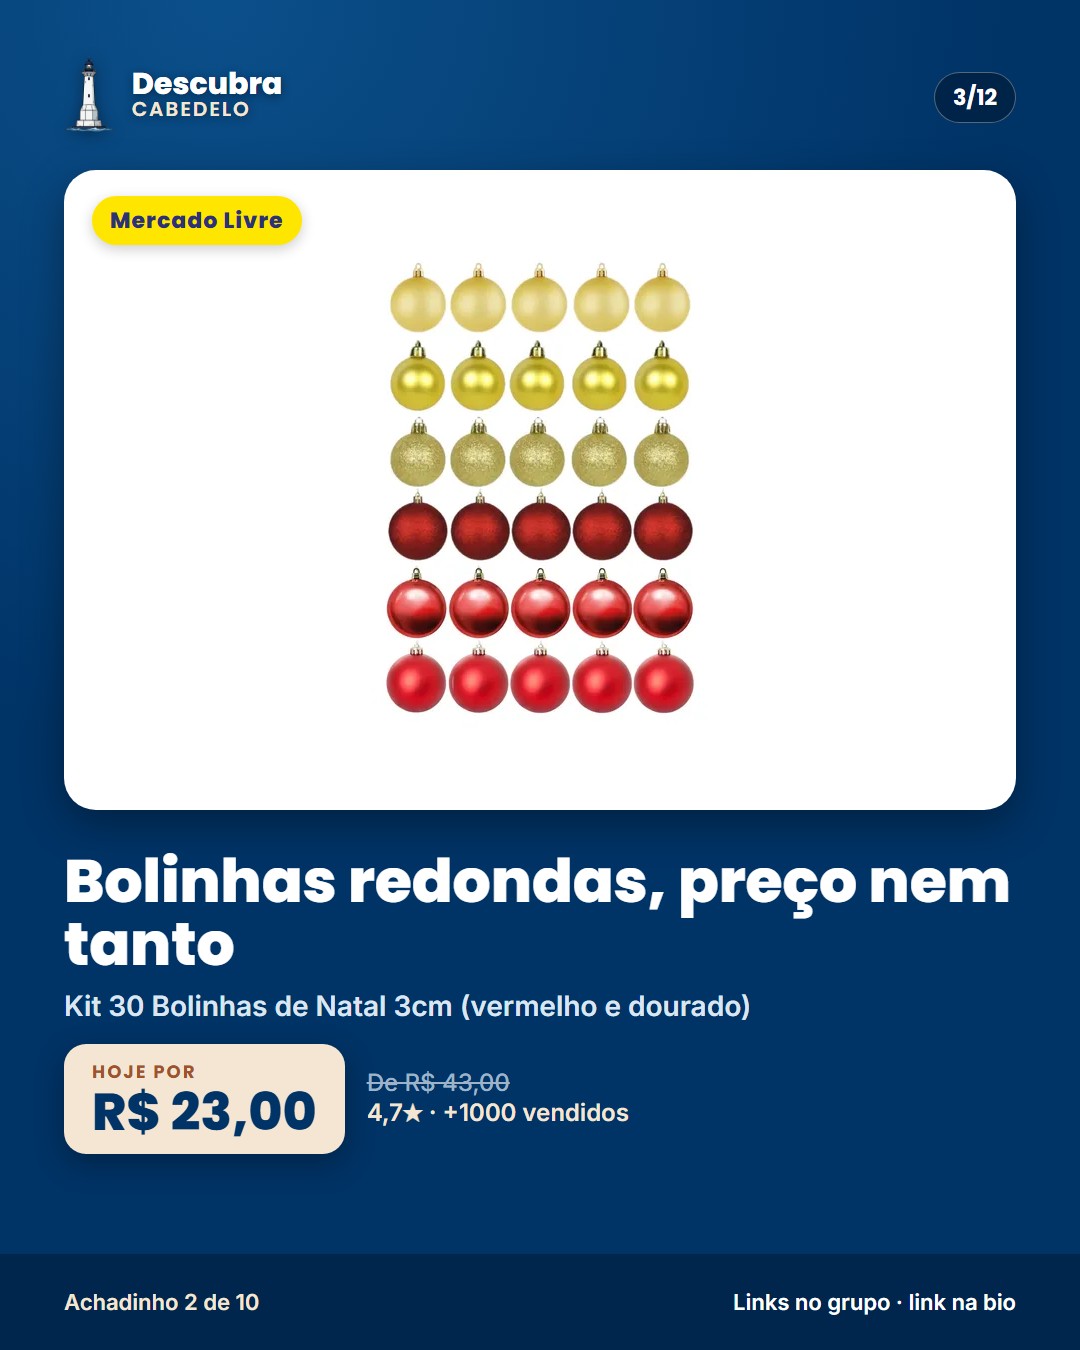 Descubra
CABEDELO
3/12
Mercado Livre
Bolinhas redondas, preço nem
tanto
Kit 30 Bolinhas de Natal 3cm (vermelho e dourado)
HOJE POR
R$ 23,00
De R$ 43,00
4,7★ · +1000 vendidos
Achadinho 2 de 10
Links no grupo · link na bio